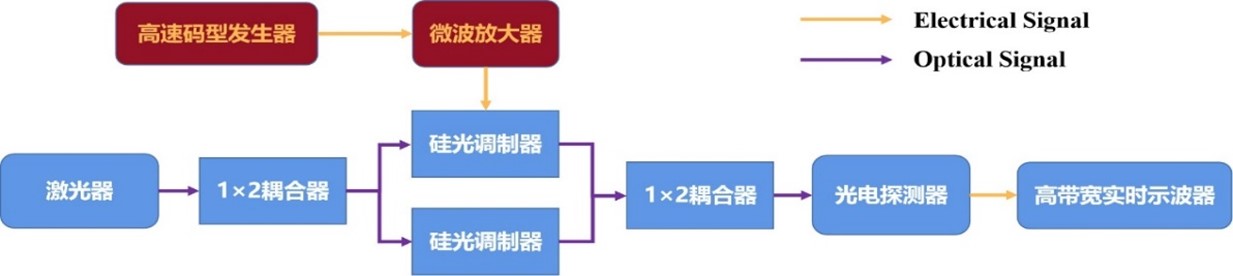 高速码型发生器
微波放大器
Electrical Signal
Optical Signal
激光器
1×2耦合器
硅光调制器
硅光调制器
1×2耦合器
光电探测器
高带宽实时示波器